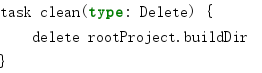 task clean(type: Delete) {
    delete rootProject.buildDir
}